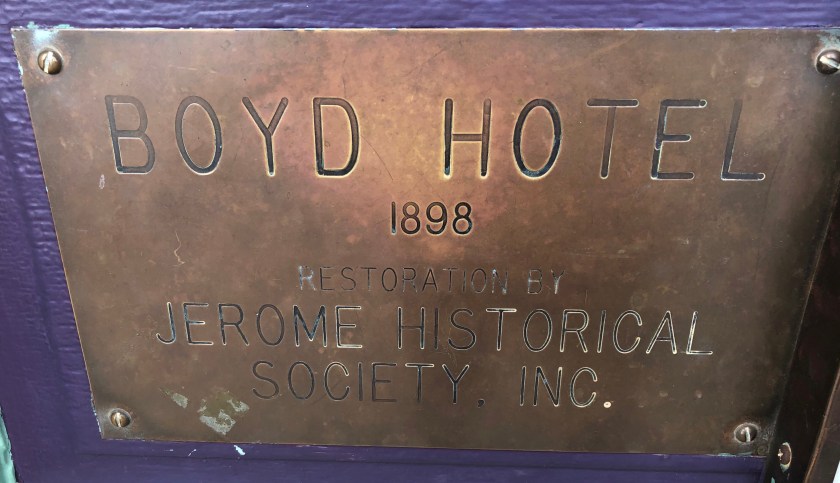 BOYD HOTEL
1898
RESTORATION BY
JEROME HISTORICAL
SOCIETY, INC.